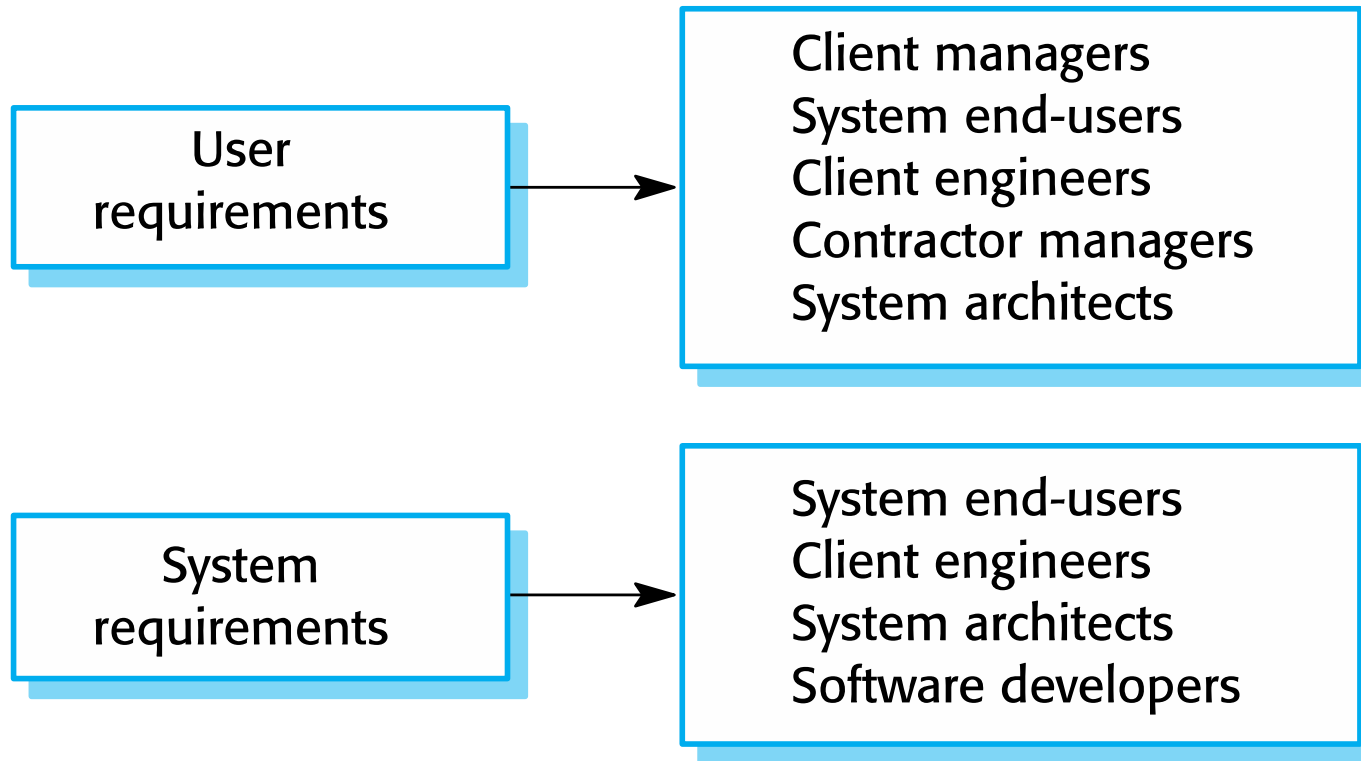 User
requirements
Client managers
System end-users
Client engineers
Contractor managers
System architects
System
requirements
System end-users
Client engineers
System architects
Software developers